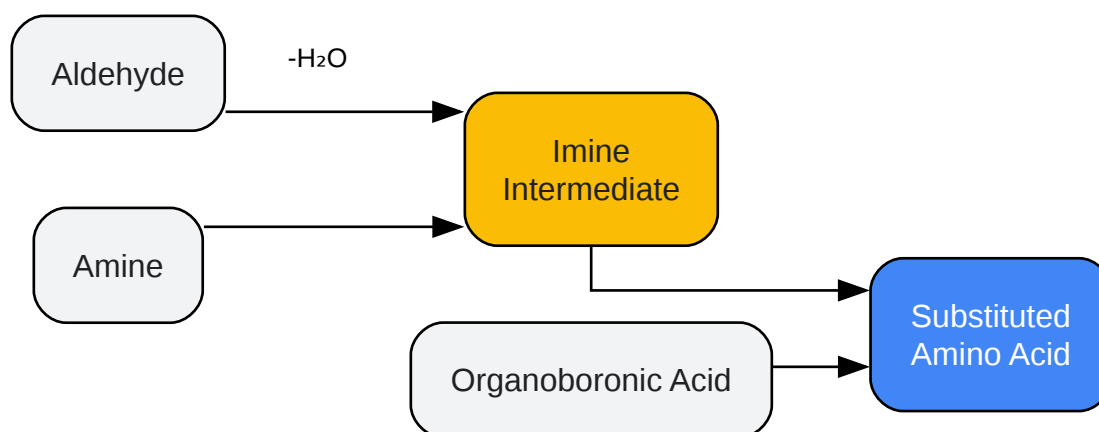 Aldehyde
-H₂O
Imine
Intermediate
Amine
Substituted
Amino Acid
Organoboronic Acid